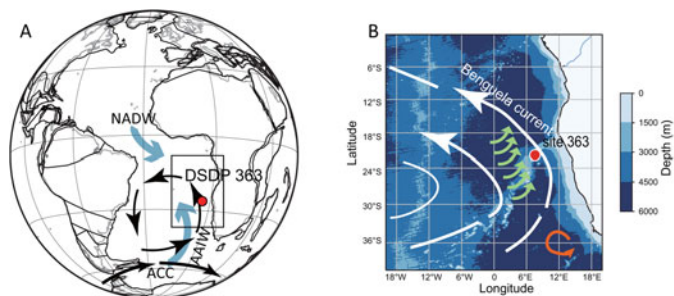 A
NADW
DSDP 363
AAIW
ACC
B
Benguela current
site 363
6°S
12°S
18°S
24°S
30°S
36°S
Latitude
18°W
12°W
6°W
0
6°E
12°E
18°E
Longitude
0
1500
3000
4500
6000
Depth (m)